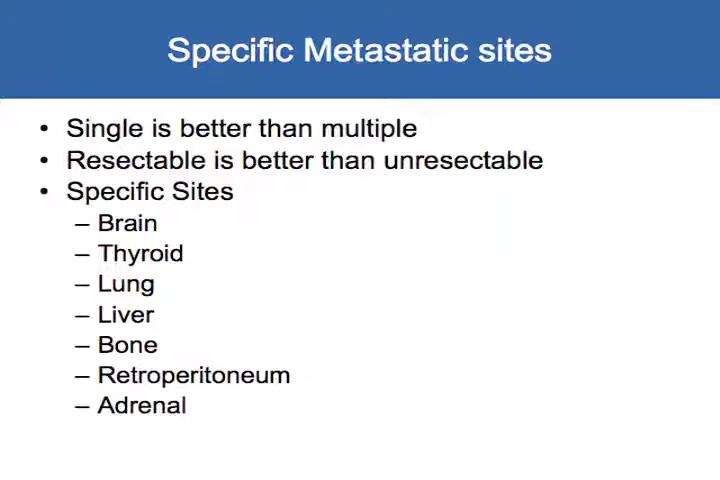 Specific Metastatic sites
• Single is better than multiple
• Resectable is better than unresectable
• Specific Sites
– Brain
– Thyroid
– Lung
– Liver
– Bone
– Retroperitoneum
– Adrenal